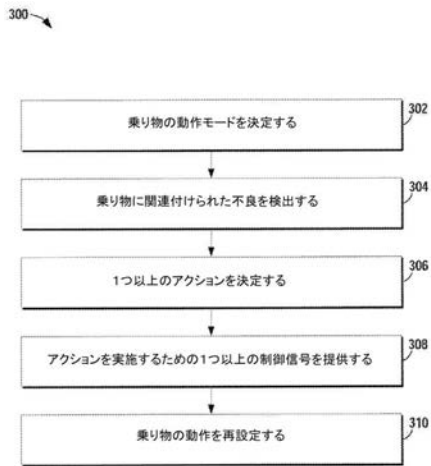 300
乗り物の動作モードを決定する
302
乗り物に関連付けられた不良を検出する
304
1つ以上のアクションを決定する
306
アクションを実施するための1つ以上の制御信号を提供する
308
乗り物の動作を再設定する
310